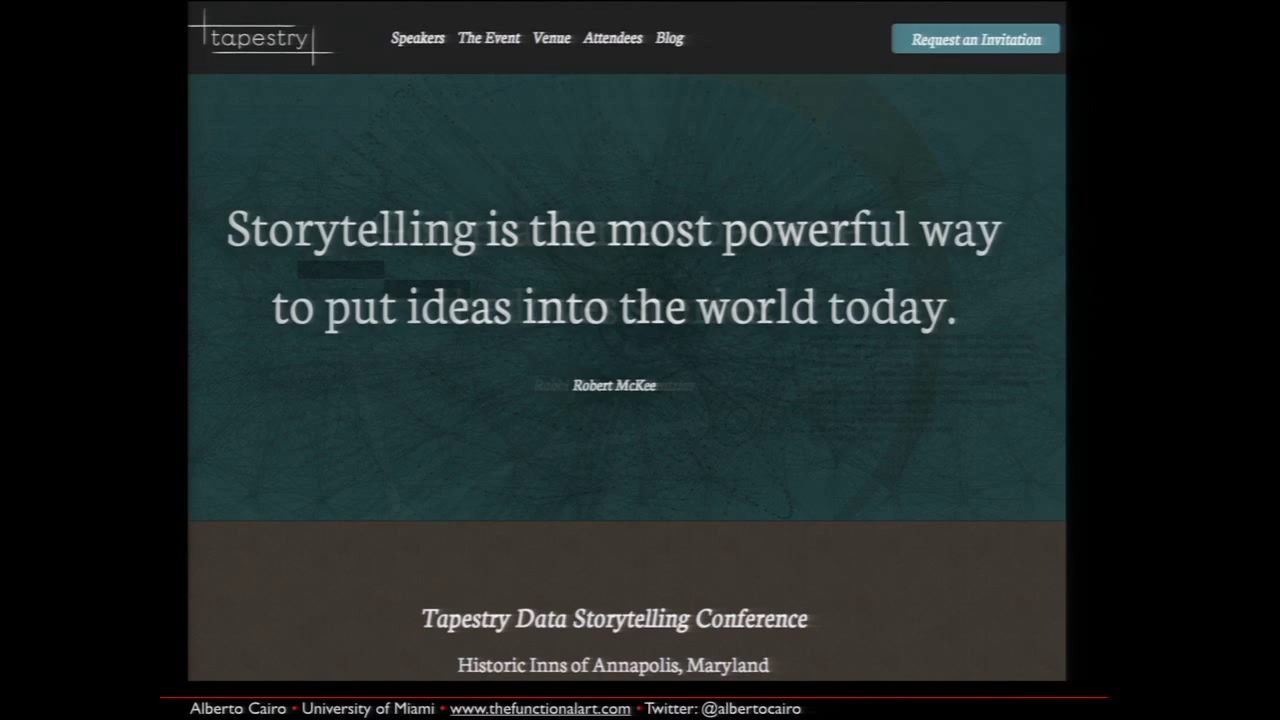 tapestry
Speakers The Event Venue Attendees Blog
Request an Invitation
Storytelling is the most powerful way
to put ideas into the world today.
Robert McKee
Tapestry Data Storytelling Conference
Historic Inns of Annapolis, Maryland
Alberto Cairo • University of Miami • www.thefunctionalart.com • Twitter: @albertocairo